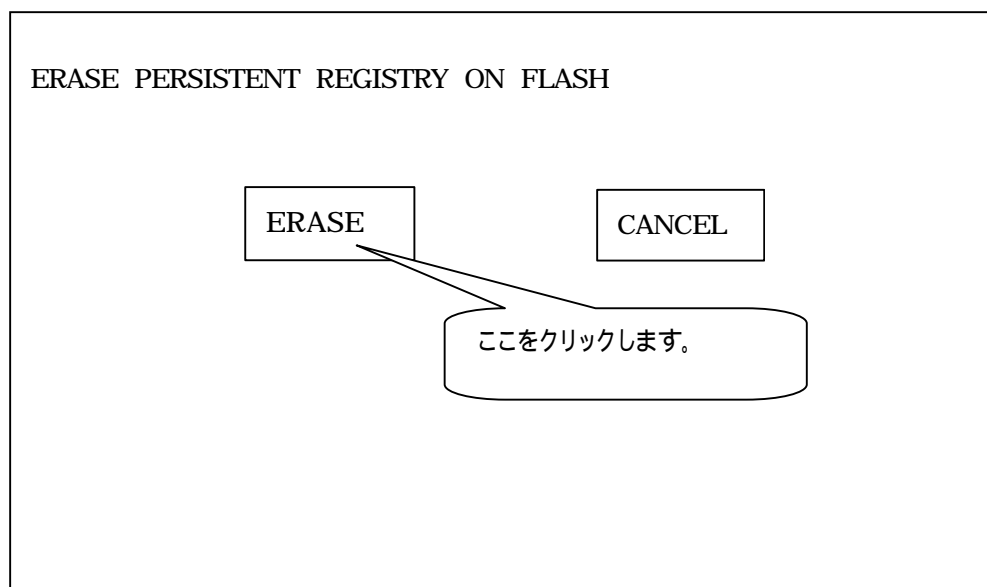 ERASE PERSISTENT REGISTRY ON FLASH
ERASE
CANCEL
ここをクリックします。